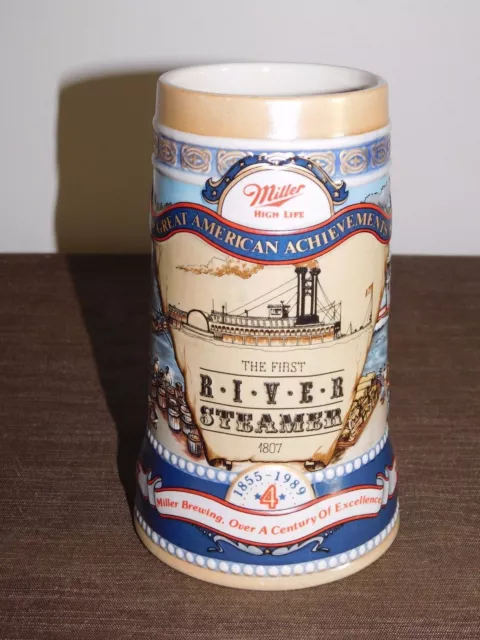 Miller
HIGH LIFE
GREAT AMERICAN ACHIEVEMENTS
THE FIRST
R·I·V·E·R
STEAMER
1807
1855-1989
4
Miller Brewing, Over A Century Of Excellence